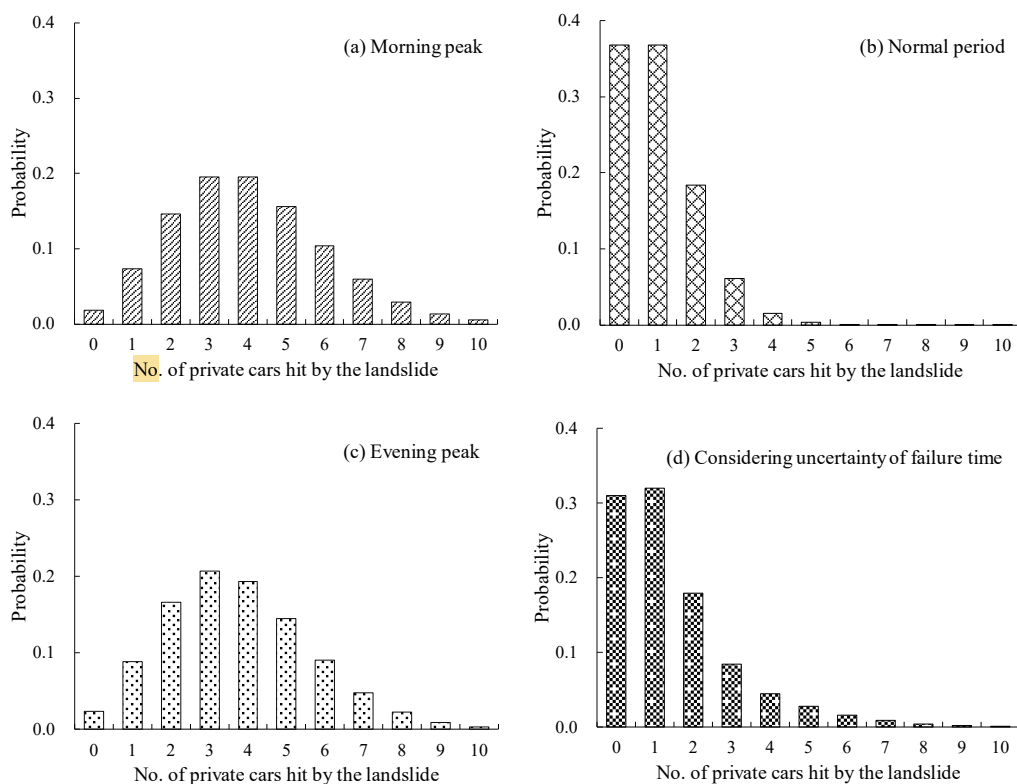 0.4
(a) Morning peak
0.3
Probability
0.2
0.1
0.0
0 1 2 3 4 5 6 7 8 9 10
No. of private cars hit by the landslide
0.4
(b) Normal period
0.3
Probability
0.2
0.1
0.0
0 1 2 3 4 5 6 7 8 9 10
No. of private cars hit by the landslide
0.4
(c) Evening peak
0.3
Probability
0.2
0.1
0.0
0 1 2 3 4 5 6 7 8 9 10
No. of private cars hit by the landslide
0.4
(d) Considering uncertainty of failure time
0.3
Probability
0.2
0.1
0.0
0 1 2 3 4 5 6 7 8 9 10
No. of private cars hit by the landslide